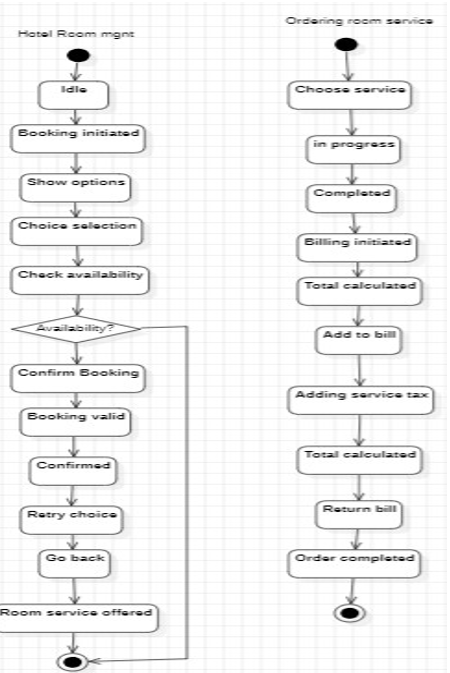 Hotel Room mgnt
Idle
Booking initiated
Show options
Choice selection
Check availability
Availability?
Confirm Booking
Booking valid
Confirmed
Retry choice
Go back
Room service offered
Ordering room service
Choose service
in progress
Completed
Billing initiated
Total calculated
Add to bill
Adding service tax
Total calculated
Return bill
Order completed